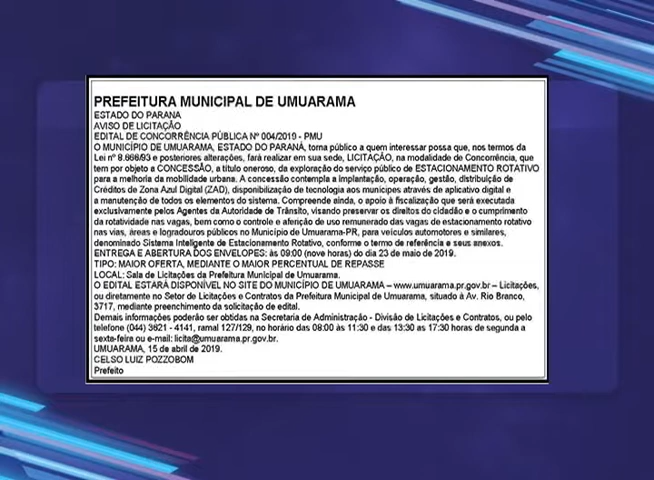 PREFEITURA MUNICIPAL DE UMUARAMA
ESTADO DO PARANA
AVISO DE LICITAÇÃO
EDITAL DE CONCORRÊNCIA PÚBLICA Nº 004/2019 - PMU
O MUNICÍPIO DE UMUARAMA, ESTADO DO PARANÁ, torna público a quem interessar possa que, nos termos da
Lei nº 8.666/93 e posteriores alterações, fará realizar em sua sede, LICITAÇÃO, na modalidade de Concorrência, que
tem por objeto a CONCESSÃO, a título oneroso, da exploração do serviço público de ESTACIONAMENTO ROTATIVO
para a melhoria da mobilidade urbana. A concessão contempla a implantação, operação, gestão, distribuição de
Créditos de Zona Azul Digital (ZAD), disponibilização de tecnologia aos munícipes através de aplicativo digital e
a manutenção de todos os elementos do sistema. Compreende ainda, o apoio à fiscalização que será executada
exclusivamente pelos Agentes da Autoridade de Trânsito, visando preservar os direitos do cidadão e o cumprimento
da rotatividade nas vagas, bem como o controle e aferição de uso remunerado das vagas de estacionamento rotativo
nas vias, áreas e logradouros públicos no Município de Umuarama-PR, para veículos automotores e similares,
denominado Sistema Inteligente de Estacionamento Rotativo, conforme o termo de referência e seus anexos.
ENTREGA E ABERTURA DOS ENVELOPES: às 09:00 (nove horas) do dia 23 de maio de 2019.
TIPO: MAIOR OFERTA, MEDIANTE O MAIOR PERCENTUAL DE REPASSE
LOCAL: Sala de Licitações da Prefeitura Municipal de Umuarama.
O EDITAL ESTARÁ DISPONÍVEL NO SITE DO MUNICÍPIO DE UMUARAMA – www.umuarama.pr.gov.br – Licitações,
ou diretamente no Setor de Licitações e Contratos da Prefeitura Municipal de Umuarama, situado à Av. Rio Branco,
3717, mediante preenchimento da solicitação de edital.
Demais informações poderão ser obtidas na Secretaria de Administração - Divisão de Licitações e Contratos, ou pelo
telefone (044) 3621 - 4141, ramal 127/129, no horário das 08:00 às 11:30 e das 13:30 as 17:30 horas de segunda a
sexta-feira ou e-mail: licita@umuarama.pr.gov.br.
UMUARAMA, 15 de abril de 2019.
CELSO LUIZ POZZOBOM
Prefeito